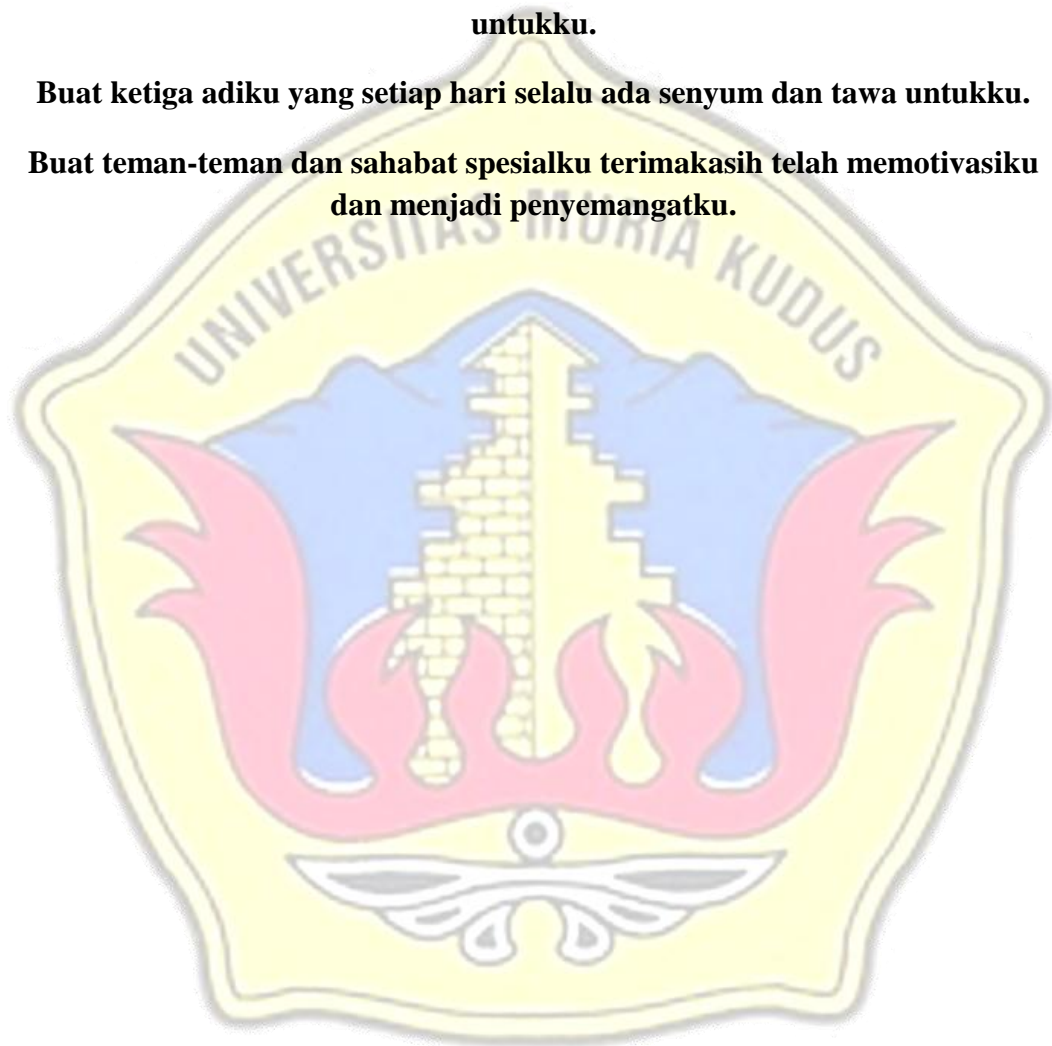 untukku.
Buat ketiga adiku yang setiap hari selalu ada senyum dan tawa untukku.
Buat teman-teman dan sahabat spesialku terimakasih telah memotivasiku
dan menjadi penyemangatku.
UNIVERSITAS MURIA KUDUS